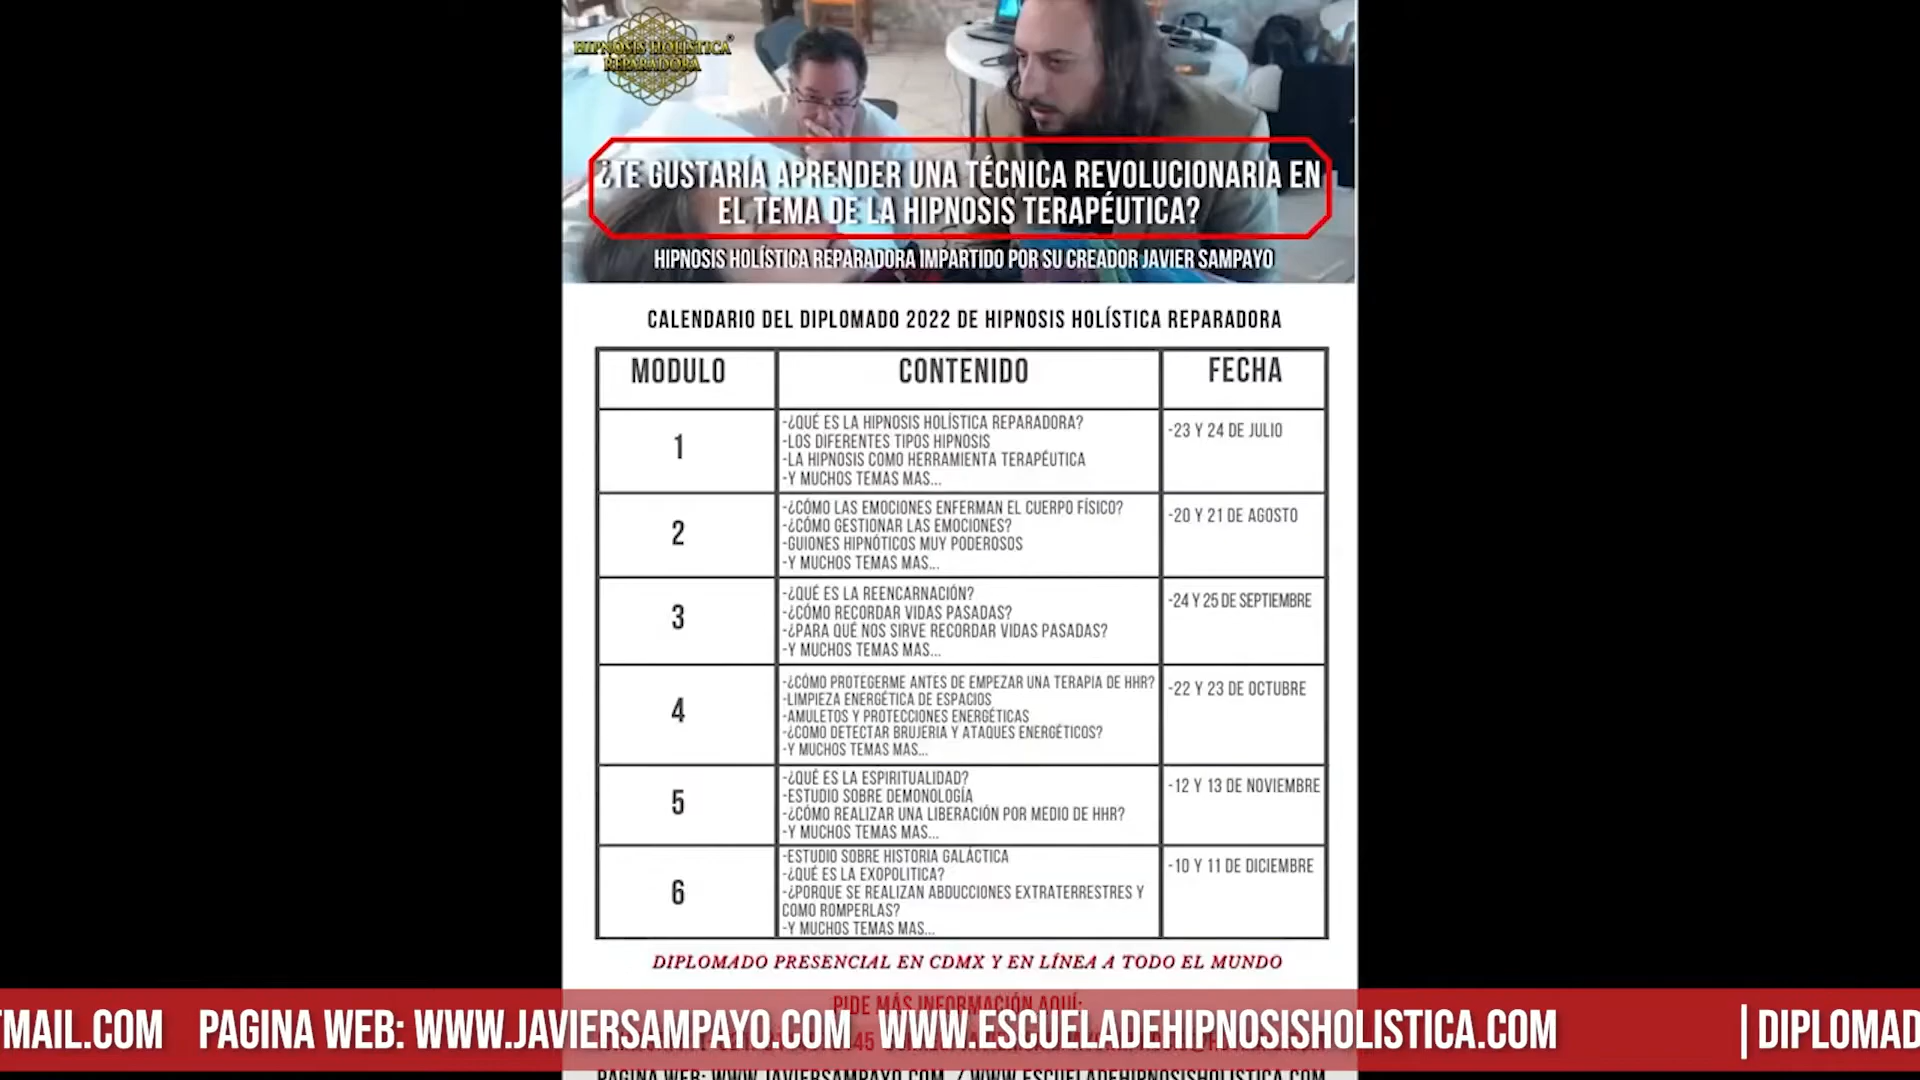 HIPNOSIS HOLISTICA®
REPARADORA
¿TE GUSTARÍA APRENDER UNA TÉCNICA REVOLUCIONARIA EN
EL TEMA DE LA HIPNOSIS TERAPÉUTICA?
HIPNOSIS HOLÍSTICA REPARADORA IMPARTIDO POR SU CREADOR JAVIER SAMPAYO
CALENDARIO DEL DIPLOMADO 2022 DE HIPNOSIS HOLÍSTICA REPARADORA
MODULO CONTENIDO FECHA
1
-¿QUÉ ES LA HIPNOSIS HOLÍSTICA REPARADORA?
-LOS DIFERENTES TIPOS HIPNOSIS
-LA HIPNOSIS COMO HERRAMIENTA TERAPÉUTICA
-Y MUCHOS TEMAS MAS...
-23 Y 24 DE JULIO
2
-¿CÓMO LAS EMOCIONES ENFERMAN EL CUERPO FÍSICO?
-¿CÓMO GESTIONAR LAS EMOCIONES?
-GUIONES HIPNÓTICOS MUY PODEROSOS
-Y MUCHOS TEMAS MAS...
-20 Y 21 DE AGOSTO
3
-¿QUÉ ES LA REENCARNACIÓN?
-¿CÓMO RECORDAR VIDAS PASADAS?
-¿PARA QUÉ NOS SIRVE RECORDAR VIDAS PASADAS?
-Y MUCHOS TEMAS MAS...
-24 Y 25 DE SEPTIEMBRE
4
-¿CÓMO PROTEGERME ANTES DE EMPEZAR UNA TERAPIA DE HHR?
-LIMPIEZA ENERGÉTICA DE ESPACIOS
-AMULETOS Y PROTECCIONES ENERGÉTICAS
-¿COMO DETECTAR BRUJERIA Y ATAQUES ENERGÉTICOS?
-Y MUCHOS TEMAS MAS...
-22 Y 23 DE OCTUBRE
5
-¿QUÉ ES LA ESPIRITUALIDAD?
-ESTUDIO SOBRE DEMONOLOGÍA
-¿CÓMO REALIZAR UNA LIBERACIÓN POR MEDIO DE HHR?
-Y MUCHOS TEMAS MAS...
-12 Y 13 DE NOVIEMBRE
6
-ESTUDIO SOBRE HISTORIA GALÁCTICA
-¿QUÉ ES LA EXOPOLITICA?
-¿PORQUE SE REALIZAN ABDUCCIONES EXTRATERRESTRES Y
COMO ROMPERLAS?
-Y MUCHOS TEMAS MAS...
-10 Y 11 DE DICIEMBRE
DIPLOMADO PRESENCIAL EN CDMX Y EN LÍNEA A TODO EL MUNDO
PIDE MÁS INFORMACIÓN AQUÍ:
TMAIL.COM PAGINA WEB: WWW.JAVIERSAMPAYO.COM WWW.ESCUELADEHIPNOSISHOLISTICA.COM | DIPLOMAD
PAGINA WEB: WWW.JAVIERSAMPAYO.COM / WWW.ESCUELADEHIPNOSISHOLISTICA.COM